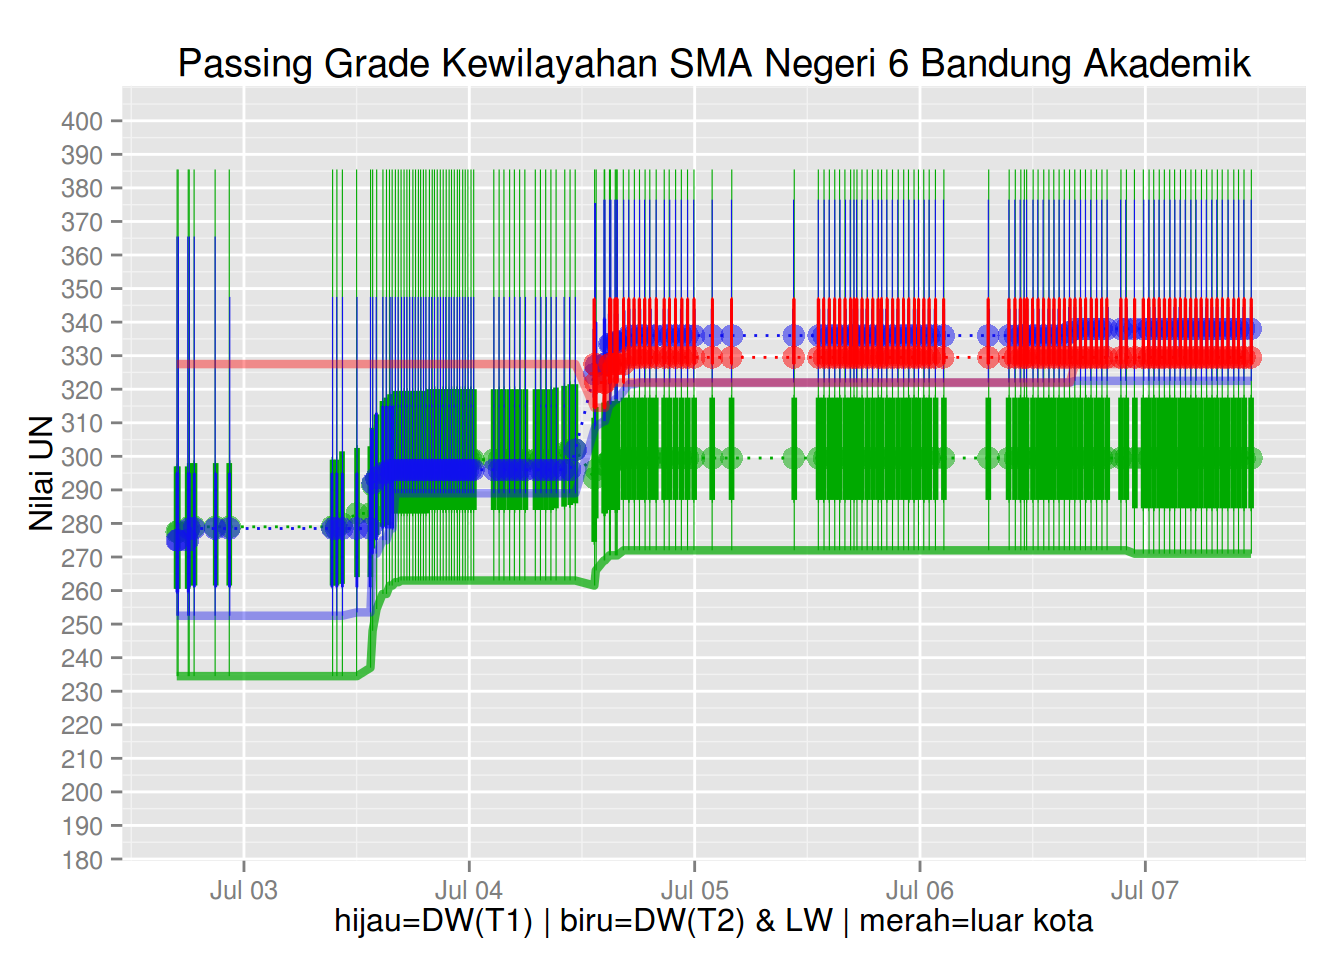 Passing Grade Kewilayahan SMA Negeri 6 Bandung Akademik
Nilai UN
400
390
380
370
360
350
340
330
320
310
300
290
280
270
260
250
240
230
220
210
200
190
180
Jul 03
Jul 04
Jul 05
Jul 06
Jul 07
hijau=DW(T1) | biru=DW(T2) & LW | merah=luar kota